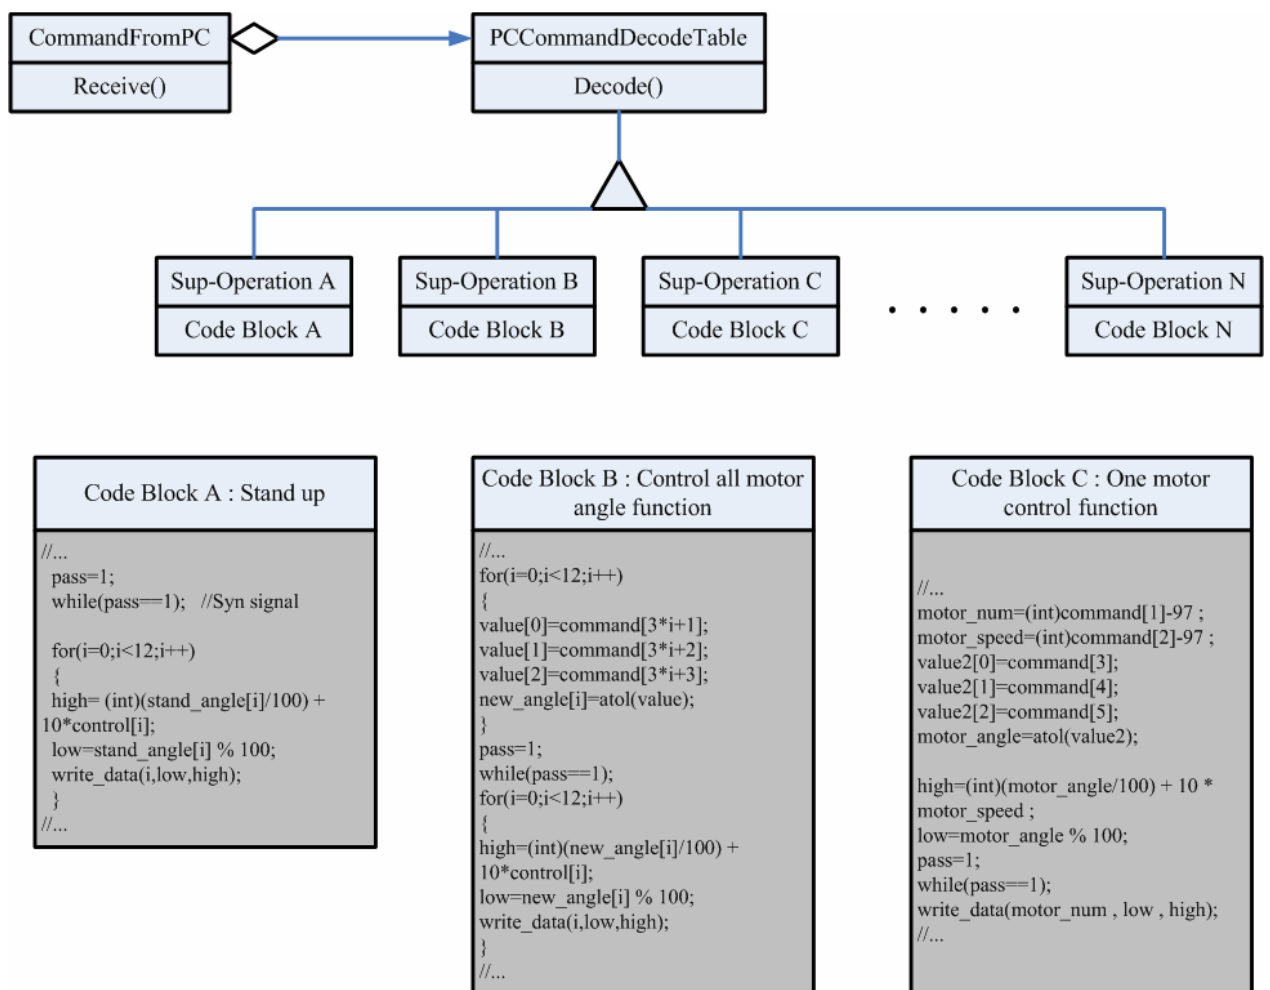 CommandFromPC
Receive()
PCCommandDecodeTable
Decode()
Sup-Operation A
Code Block A
Sup-Operation B
Code Block B
Sup-Operation C
Code Block C
. . . . .
Sup-Operation N
Code Block N
Code Block A : Stand up
//...
pass=1;
while(pass==1);   //Syn signal
for(i=0;i<12;i++)
{
high= (int)(stand_angle[i]/100) +
10*control[i];
low=stand_angle[i] % 100;
write_data(i,low,high);
}
//...
Code Block B : Control all motor
angle function
//...
for(i=0;i<12;i++)
{
value[0]=command[3*i+1];
value[1]=command[3*i+2];
value[2]=command[3*i+3];
new_angle[i]=atol(value);
}
pass=1;
while(pass==1);
for(i=0;i<12;i++)
{
high=(int)(new_angle[i]/100) +
10*control[i];
low=new_angle[i] % 100;
write_data(i,low,high);
}
//...
Code Block C : One motor
control function
//...
motor_num=(int)command[1]-97 ;
motor_speed=(int)command[2]-97 ;
value2[0]=command[3];
value2[1]=command[4];
value2[2]=command[5];
motor_angle=atol(value2);
high=(int)(motor_angle/100) + 10 *
motor_speed ;
low=motor_angle % 100;
pass=1;
while(pass==1);
write_data(motor_num , low , high);
//...